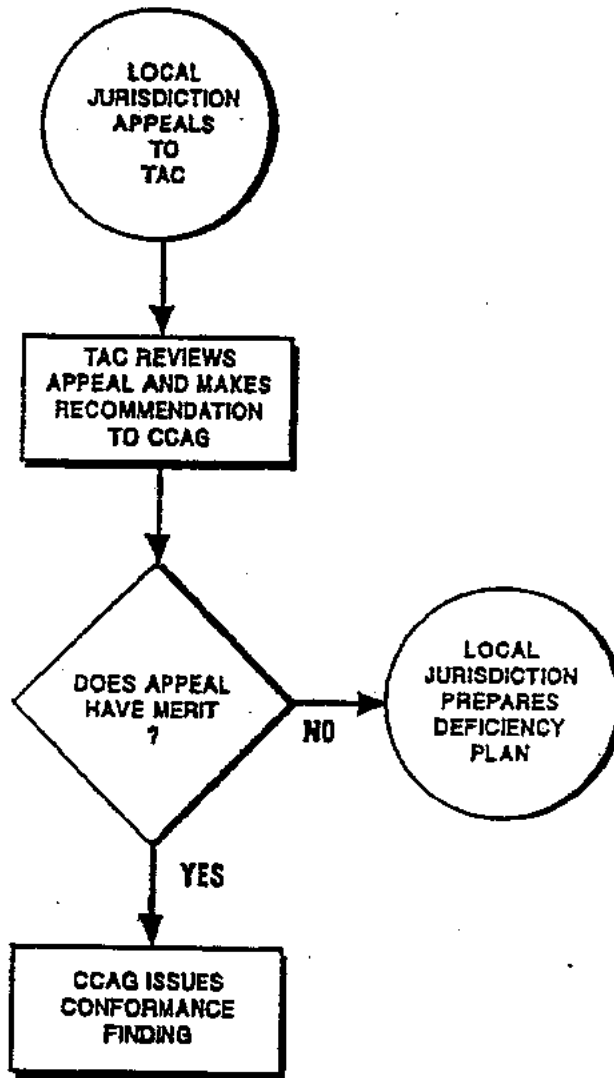 LOCAL
JURISDICTION
APPEALS
TO
TAC
TAC REVIEWS
APPEAL AND MAKES
RECOMMENDATION
TO CCAG
DOES APPEAL
HAVE MERIT
?
NO
LOCAL
JURISDICTION
PREPARES
DEFICIENCY
PLAN
YES
CCAG ISSUES
CONFORMANCE
FINDING